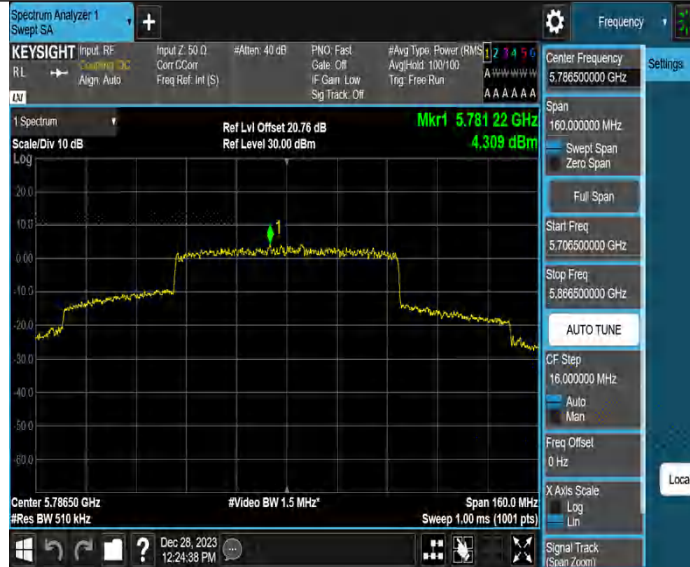 Spectrum Analyzer 1
Swept SA
+
Frequency
KEYSIGHT
RL
Input: RF
Coupling: DC
Align: Auto
Input Z: 50 Ω
Corr CCorr
Freq Ref: Int (S)
#Atten: 40 dB
PNO: Fast
Gate: Off
IF Gain: Low
Sig Track: Off
#Avg Type: Power (RMS
Avg|Hold: 100/100
Trig: Free Run
1 2 3 4 5 6
A W W W W W
A A A A A A
LXI
1 Spectrum
Scale/Div 10 dB
Ref Lvl Offset 20.76 dB
Ref Level 30.00 dBm
Mkr1 5.781 22 GHz
4.309 dBm
Log
20.0
10.0
0.00
-10.0
-20.0
-30.0
-40.0
-50.0
-60.0
1
Center 5.78650 GHz
#Res BW 510 kHz
#Video BW 1.5 MHz*
Span 160.0 MHz
Sweep 1.00 ms (1001 pts)
Dec 28, 2023
12:24:38 PM
?
Center Frequency
5.786500000 GHz
Span
160.000000 MHz
Swept Span
Zero Span
Full Span
Start Freq
5.706500000 GHz
Stop Freq
5.866500000 GHz
AUTO TUNE
CF Step
16.000000 MHz
Auto
Man
Freq Offset
0 Hz
X Axis Scale
Log
Lin
Signal Track
(Span Zoom)
Settings
Loca